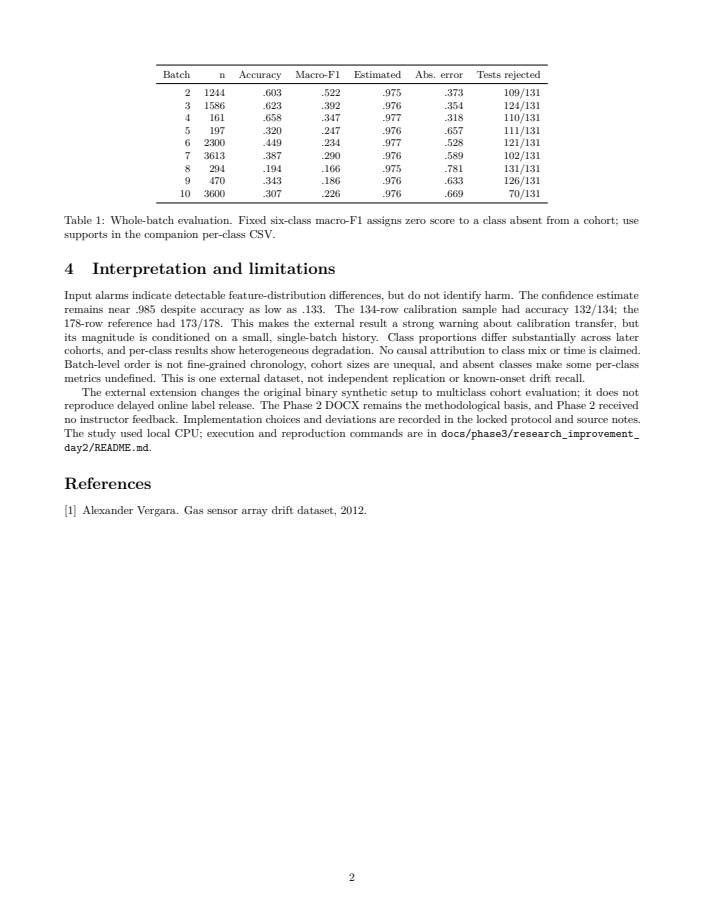 Batch n Accuracy Macro-F1 Estimated Abs. error Tests rejected
2 1244 .603 .522 .975 .373 109/131
3 1586 .623 .392 .976 .354 124/131
4 161 .658 .347 .977 .318 110/131
5 197 .320 .247 .976 .657 111/131
6 2300 .449 .234 .977 .528 121/131
7 3613 .387 .290 .976 .589 102/131
8 294 .194 .166 .975 .781 131/131
9 470 .343 .186 .976 .633 126/131
10 3600 .307 .226 .976 .669 70/131
Table 1: Whole-batch evaluation. Fixed six-class macro-F1 assigns zero score to a class absent from a cohort; use
supports in the companion per-class CSV.
4 Interpretation and limitations
Input alarms indicate detectable feature-distribution differences, but do not identify harm. The confidence estimate
remains near .985 despite accuracy as low as .133. The 134-row calibration sample had accuracy 132/134; the
178-row reference had 173/178. This makes the external result a strong warning about calibration transfer, but
its magnitude is conditioned on a small, single-batch history. Class proportions differ substantially across later
cohorts, and per-class results show heterogeneous degradation. No causal attribution to class mix or time is claimed.
Batch-level order is not fine-grained chronology, cohort sizes are unequal, and absent classes make some per-class
metrics undefined. This is one external dataset, not independent replication or known-onset drift recall.
The external extension changes the original binary synthetic setup to multiclass cohort evaluation; it does not
reproduce delayed online label release. The Phase 2 DOCX remains the methodological basis, and Phase 2 received
no instructor feedback. Implementation choices and deviations are recorded in the locked protocol and source notes.
The study used local CPU; execution and reproduction commands are in docs/phase3/research_improvement_
day2/README.md.
References
[1] Alexander Vergara. Gas sensor array drift dataset, 2012.
2